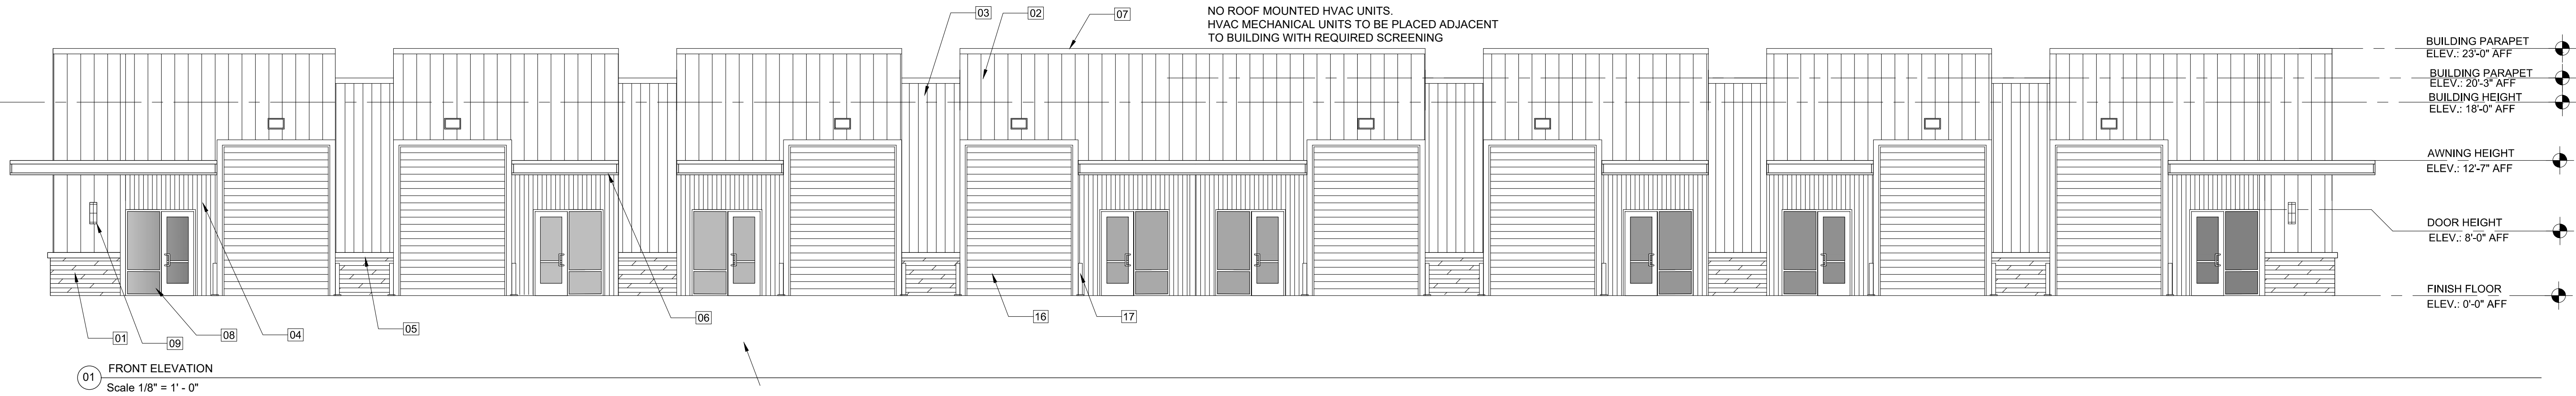 03
02
07
NO ROOF MOUNTED HVAC UNITS.
HVAC MECHANICAL UNITS TO BE PLACED ADJACENT
TO BUILDING WITH REQUIRED SCREENING
BUILDING PARAPET
ELEV.: 23'-0" AFF
BUILDING PARAPET
ELEV.: 20'-3" AFF
BUILDING HEIGHT
ELEV.: 18'-0" AFF
AWNING HEIGHT
ELEV.: 12'-7" AFF
DOOR HEIGHT
ELEV.: 8'-0" AFF
FINISH FLOOR
ELEV.: 0'-0" AFF
01
09
08
04
05
06
16
17
01 FRONT ELEVATION
Scale 1/8" = 1' - 0"